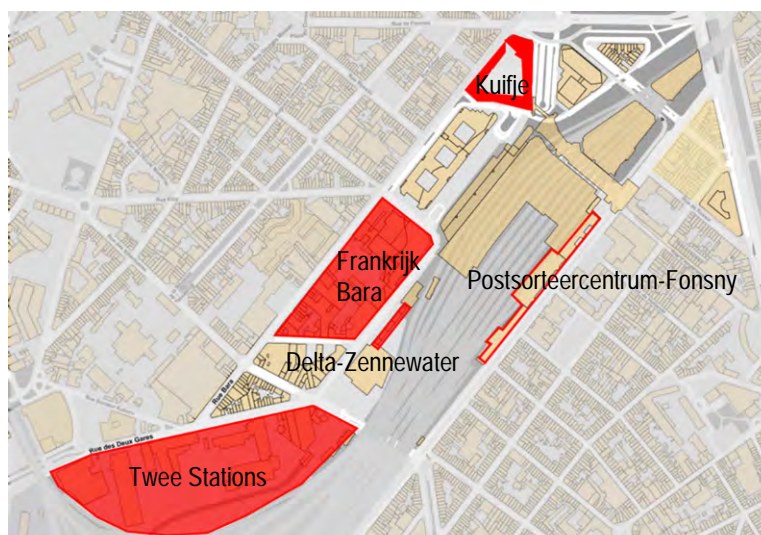 Kuifje
Frankrijk
Bara
Postsorteercentrum-Fonsny
Delta-Zennewater
Rue Bara
Rue des Deux Gares
Twee Stations